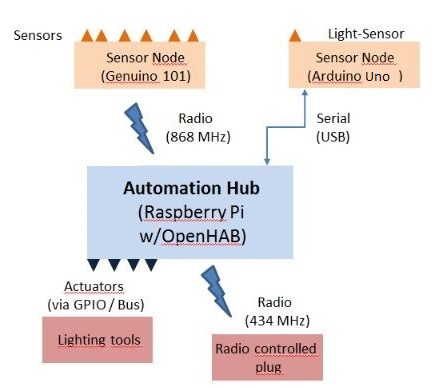 Sensors
Light-Sensor
Sensor Node
(Genuino 101)
Sensor Node
(Arduino Uno )
Radio
(868 MHz)
Serial
(USB)
Automation Hub
(Raspberry Pi
w/OpenHAB)
Actuators
(via GPIO / Bus)
Radio
(434 MHz)
Lighting tools
Radio controlled
plug